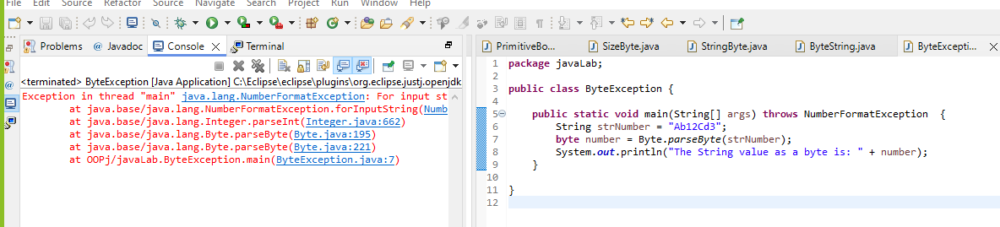 File Edit Source Refactor Source Navigate Search Project Run Window Help
Problems @ Javadoc Console Terminal
<terminated> ByteException [Java Application] C:\Eclipse\eclipse\plugins\org.eclipse.justj.openjdk
Exception in thread "main" java.lang.NumberFormatException: For input st
at java.base/java.lang.NumberFormatException.forInputString(Numb
at java.base/java.lang.Integer.parseInt(Integer.java:662)
at java.base/java.lang.Byte.parseByte(Byte.java:195)
at java.base/java.lang.Byte.parseByte(Byte.java:221)
at OOPj/javaLab.ByteException.main(ByteException.java:7)
PrimitiveBo... SizeByte.java StringByte.java ByteString.java ByteExcepti...
1 package javaLab;
2
3 public class ByteException {
4
5 public static void main(String[] args) throws NumberFormatException {
6 String strNumber = "Ab12Cd3";
7 byte number = Byte.parseByte(strNumber);
8 System.out.println("The String value as a byte is: " + number);
9 }
10
11 }
12